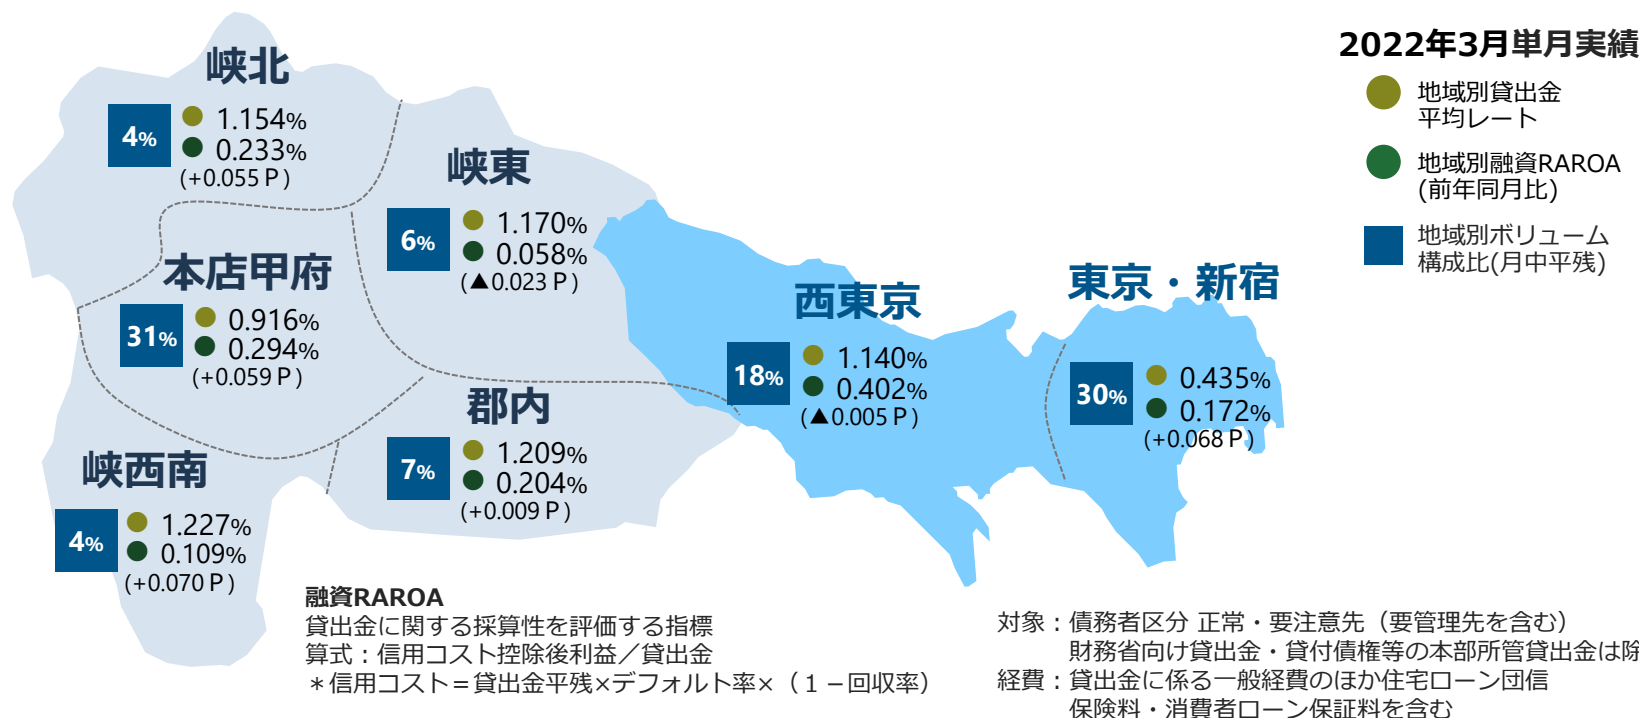 2022年3月単月実績
地域別貸出金
平均レート
地域別融資RAROA
(前年同月比)
地域別ボリューム
構成比(月中平残)
峡北
4%
1.154%
0.233%
(+0.055Ｐ)
峡東
6%
1.170%
0.058%
(▲0.023Ｐ)
本店甲府
31%
0.916%
0.294%
(+0.059Ｐ)
西東京
18%
1.140%
0.402%
(▲0.005Ｐ)
東京・新宿
30%
0.435%
0.172%
(+0.068Ｐ)
郡内
7%
1.209%
0.204%
(+0.009Ｐ)
峡西南
4%
1.227%
0.109%
(+0.070Ｐ)
融資RAROA
貸出金に関する採算性を評価する指標
算式：信用コスト控除後利益／貸出金
＊信用コスト＝貸出金平残×デフォルト率×（１－回収率）
対象：債務者区分 正常・要注意先（要管理先を含む）
財務省向け貸出金・貸付債権等の本部所管貸出金は除
経費：貸出金に係る一般経費のほか住宅ローン団信
保険料・消費者ローン保証料を含む